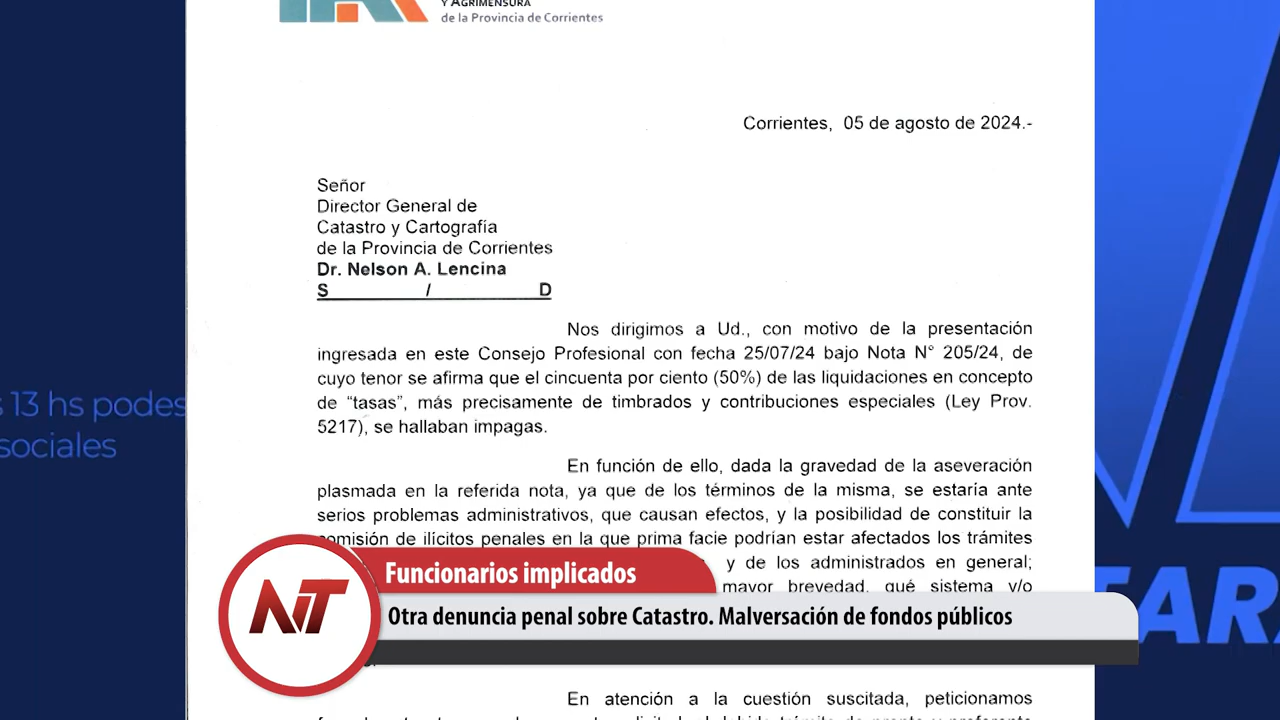 Y AGRIMENSURA
de la Provincia de Corrientes
Corrientes, 05 de agosto de 2024.-
Señor
Director General de
Catastro y Cartografía
de la Provincia de Corrientes
Dr. Nelson A. Lencina
S / D
Nos dirigimos a Ud., con motivo de la presentación
ingresada en este Consejo Profesional con fecha 25/07/24 bajo Nota N° 205/24, de
cuyo tenor se afirma que el cincuenta por ciento (50%) de las liquidaciones en concepto
de “tasas”, más precisamente de timbrados y contribuciones especiales (Ley Prov.
5217), se hallaban impagas.
s 13 hs podes
sociales
En función de ello, dada la gravedad de la aseveración
plasmada en la referida nota, ya que de los términos de la misma, se estaría ante
serios problemas administrativos, que causan efectos, y la posibilidad de constituir la
comisión de ilícitos penales en la que prima facie podrían estar afectados los trámites
y de los administrados en general;
mayor brevedad, qué sistema y/o
Funcionarios implicados
NT
Otra denuncia penal sobre Catastro. Malversación de fondos públicos
TARA
En atención a la cuestión suscitada, peticionamos